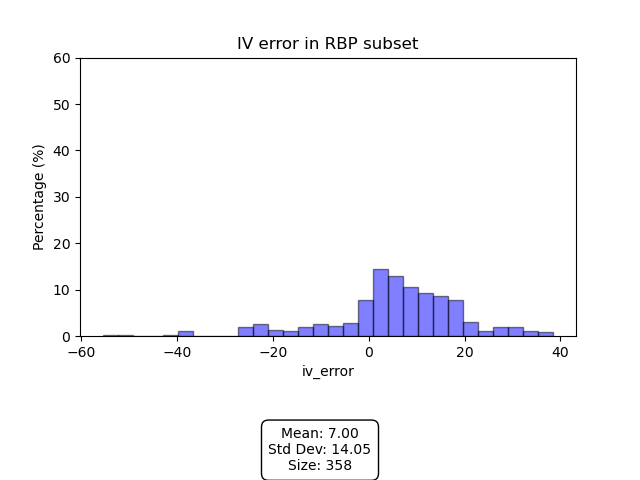 IV error in RBP subset
60
50
40
30
20
10
0
Percentage (%)
−60
−40
−20
0
20
40
iv_error
Mean: 7.00
Std Dev: 14.05
Size: 358